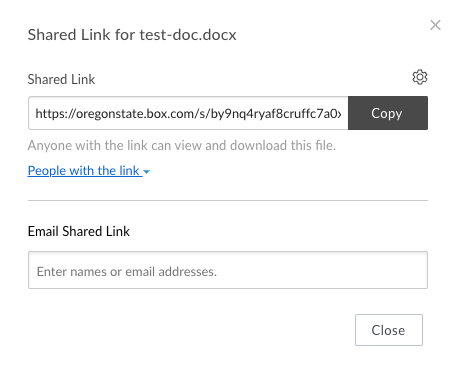 Shared Link for test-doc.docx
Shared Link
https://oregonstate.box.com/s/by9nq4ryaf8cruffc7a0x
Copy
Anyone with the link can view and download this file.
People with the link
Email Shared Link
Enter names or email addresses.
Close